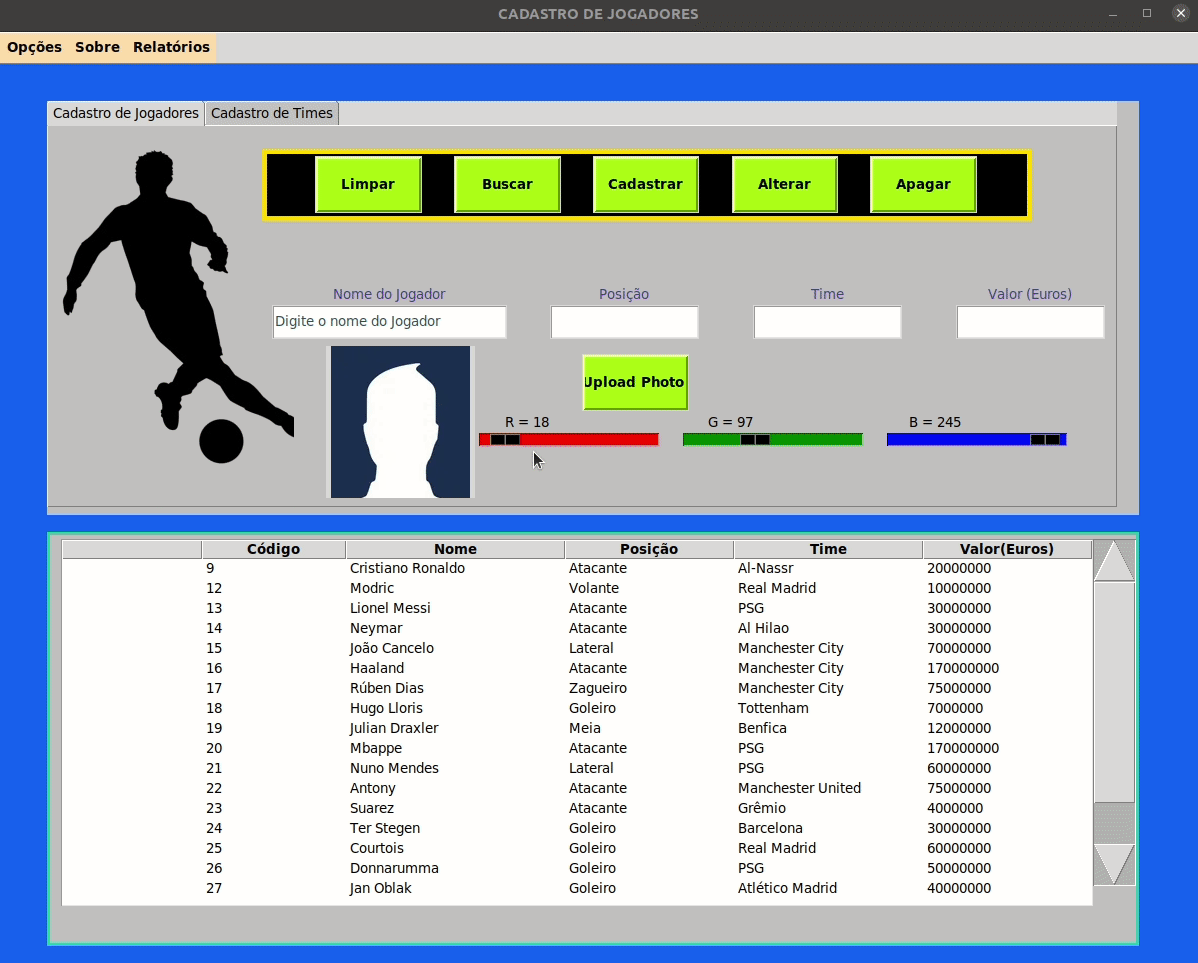 CADASTRO DE JOGADORES
Opções Sobre Relatórios
Cadastro de Jogadores Cadastro de Times
Limpar Buscar Cadastrar Alterar Apagar
Nome do Jogador Posição Time Valor (Euros)
Digite o nome do Jogador
Upload Photo
R = 18 G = 97 B = 245
Código Nome Posição Time Valor(Euros)
9 Cristiano Ronaldo Atacante Al-Nassr 20000000
12 Modric Volante Real Madrid 10000000
13 Lionel Messi Atacante PSG 30000000
14 Neymar Atacante Al Hilao 30000000
15 João Cancelo Lateral Manchester City 70000000
16 Haaland Atacante Manchester City 170000000
17 Rúben Dias Zagueiro Manchester City 75000000
18 Hugo Lloris Goleiro Tottenham 7000000
19 Julian Draxler Meia Benfica 12000000
20 Mbappe Atacante PSG 170000000
21 Nuno Mendes Lateral PSG 60000000
22 Antony Atacante Manchester United 75000000
23 Suarez Atacante Grêmio 4000000
24 Ter Stegen Goleiro Barcelona 30000000
25 Courtois Goleiro Real Madrid 60000000
26 Donnarumma Goleiro PSG 50000000
27 Jan Oblak Goleiro Atlético Madrid 40000000